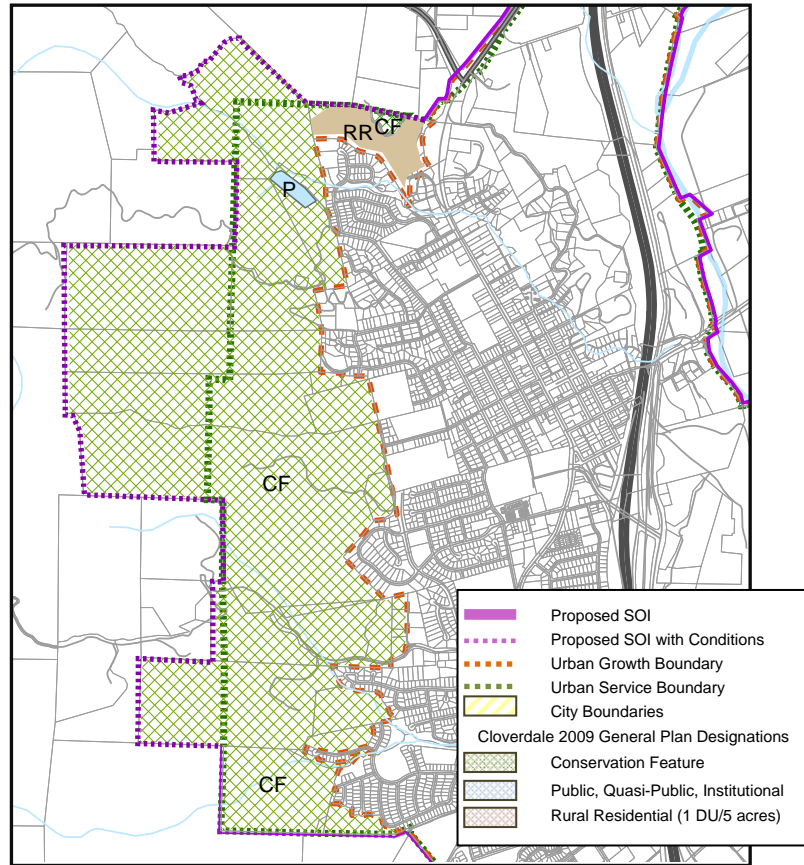 RR
CF
P
CF
CF
Proposed SOI
Proposed SOI with Conditions
Urban Growth Boundary
Urban Service Boundary
City Boundaries
Cloverdale 2009 General Plan Designations
Conservation Feature
Public, Quasi-Public, Institutional
Rural Residential (1 DU/5 acres)